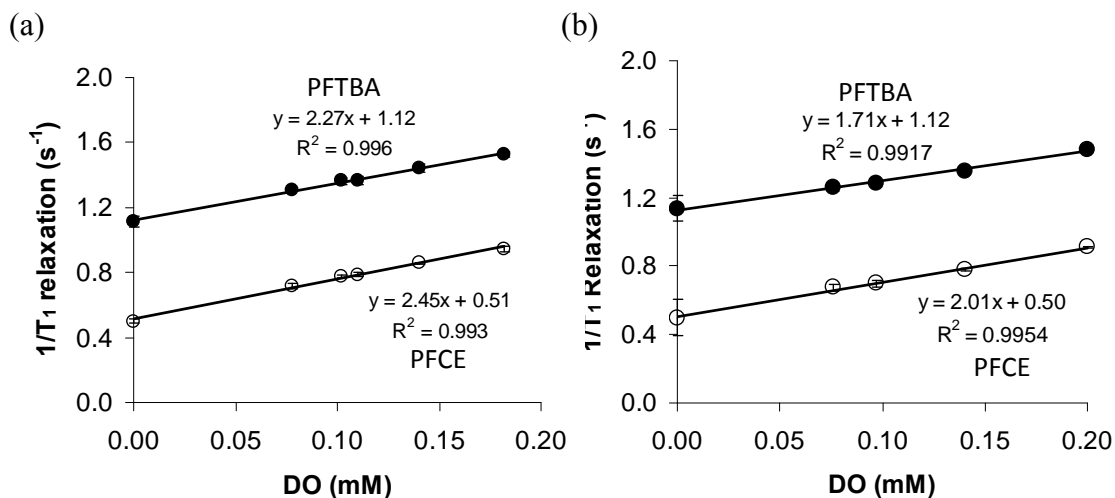 (a)
2.0
1.6
1.2
0.8
0.4
0.0
1/T₁ relaxation (s⁻¹)
PFTBA
y = 2.27x + 1.12
R² = 0.996
y = 2.45x + 0.51
R² = 0.993
PFCE
0.00 0.05 0.10 0.15 0.20
DO (mM)
(b)
2.0
1.6
1.2
0.8
0.4
0.0
1/T₁ Relaxation (s
PFTBA
y = 1.71x + 1.12
R² = 0.9917
y = 2.01x + 0.50
R² = 0.9954
PFCE
0.00 0.05 0.10 0.15 0.20
DO (mM)